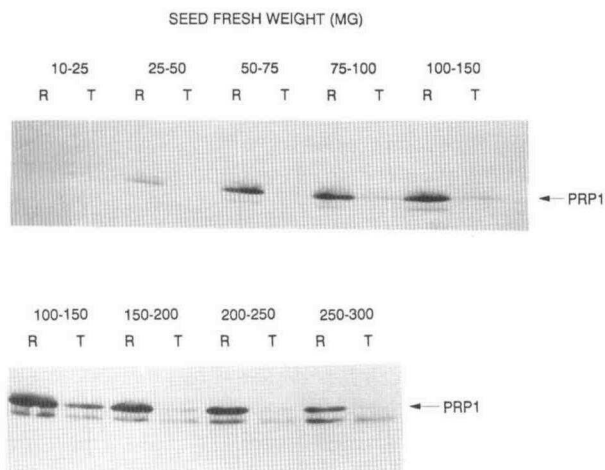 SEED FRESH WEIGHT (MG)
10-25 25-50 50-75 75-100 100-150
R T R T R T R T R T
PRP1
100-150 150-200 200-250 250-300
R T R T R T R T
PRP1